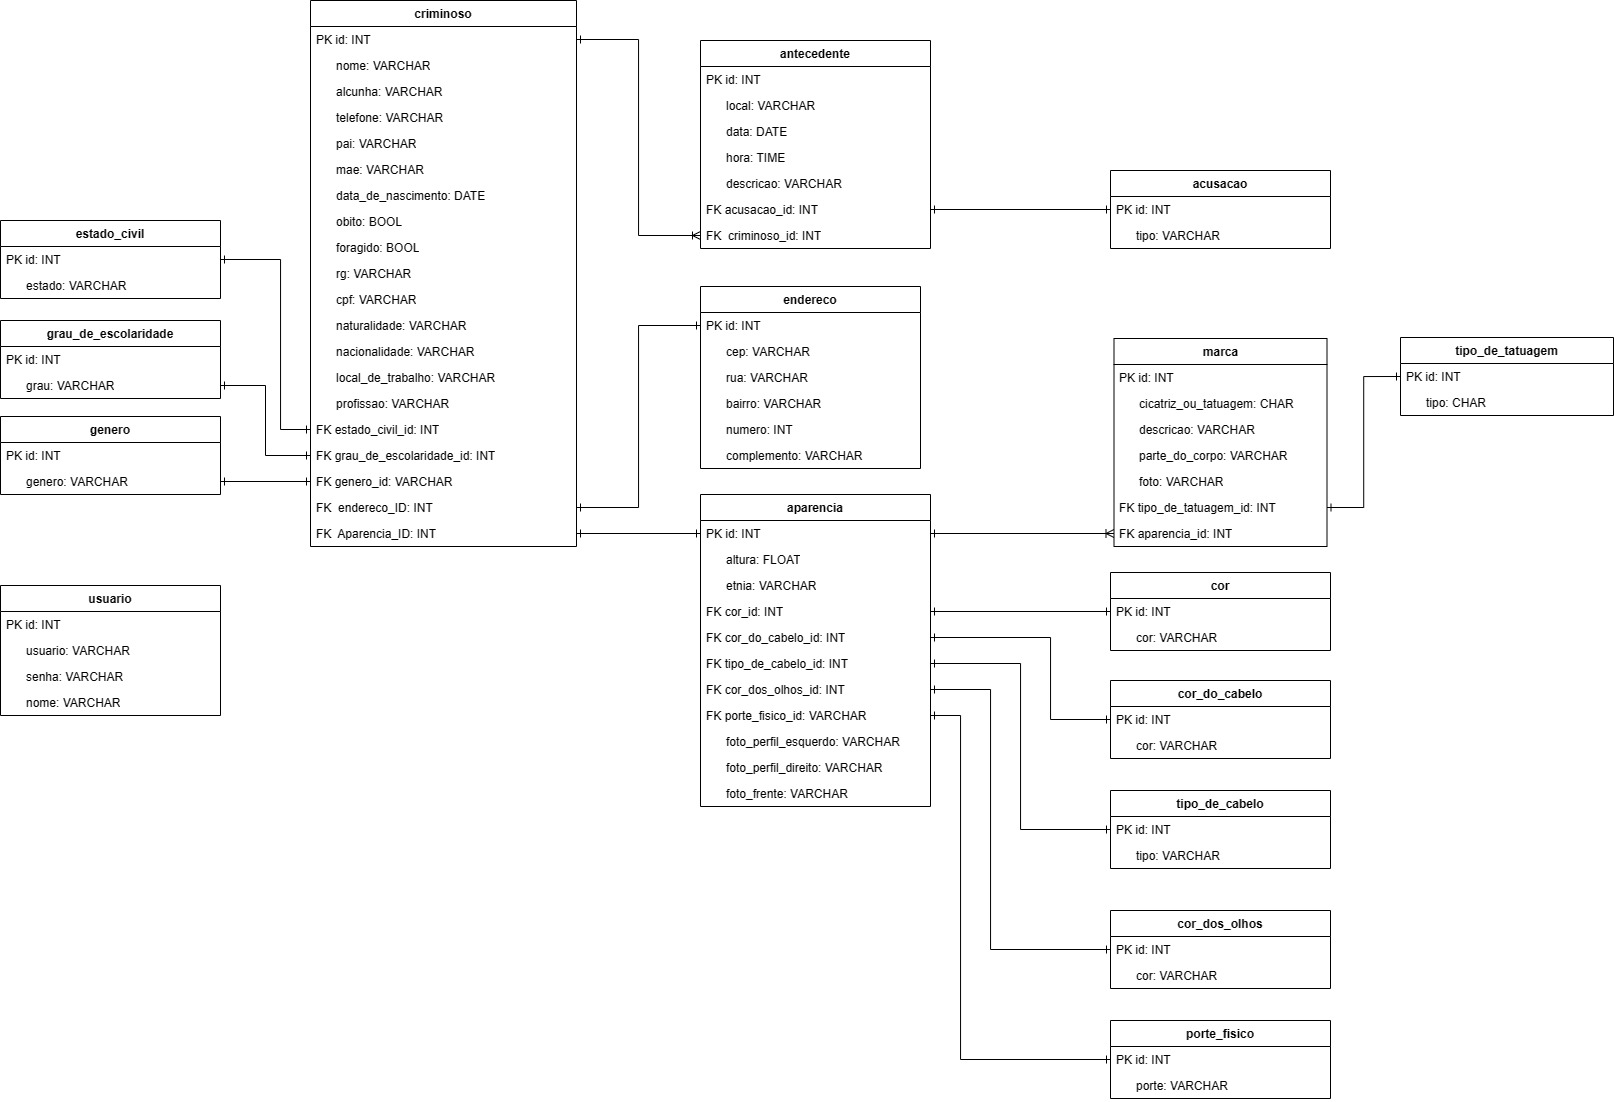 criminoso
PK id: INT
nome: VARCHAR
alcunha: VARCHAR
telefone: VARCHAR
pai: VARCHAR
mae: VARCHAR
data_de_nascimento: DATE
obito: BOOL
foragido: BOOL
rg: VARCHAR
cpf: VARCHAR
naturalidade: VARCHAR
nacionalidade: VARCHAR
local_de_trabalho: VARCHAR
profissao: VARCHAR
FK estado_civil_id: INT
FK grau_de_escolaridade_id: INT
FK genero_id: VARCHAR
FK endereco_ID: INT
FK Aparencia_ID: INT
estado_civil
PK id: INT
estado: VARCHAR
grau_de_escolaridade
PK id: INT
grau: VARCHAR
genero
PK id: INT
genero: VARCHAR
usuario
PK id: INT
usuario: VARCHAR
senha: VARCHAR
nome: VARCHAR
antecedente
PK id: INT
local: VARCHAR
data: DATE
hora: TIME
descricao: VARCHAR
FK acusacao_id: INT
FK criminoso_id: INT
acusacao
PK id: INT
tipo: VARCHAR
endereco
PK id: INT
cep: VARCHAR
rua: VARCHAR
bairro: VARCHAR
numero: INT
complemento: VARCHAR
marca
PK id: INT
cicatriz_ou_tatuagem: CHAR
descricao: VARCHAR
parte_do_corpo: VARCHAR
foto: VARCHAR
FK tipo_de_tatuagem_id: INT
FK aparencia_id: INT
tipo_de_tatuagem
PK id: INT
tipo: CHAR
aparencia
PK id: INT
altura: FLOAT
etnia: VARCHAR
FK cor_id: INT
FK cor_do_cabelo_id: INT
FK tipo_de_cabelo_id: INT
FK cor_dos_olhos_id: INT
FK porte_fisico_id: VARCHAR
foto_perfil_esquerdo: VARCHAR
foto_perfil_direito: VARCHAR
foto_frente: VARCHAR
cor
PK id: INT
cor: VARCHAR
cor_do_cabelo
PK id: INT
cor: VARCHAR
tipo_de_cabelo
PK id: INT
tipo: VARCHAR
cor_dos_olhos
PK id: INT
cor: VARCHAR
porte_fisico
PK id: INT
porte: VARCHAR